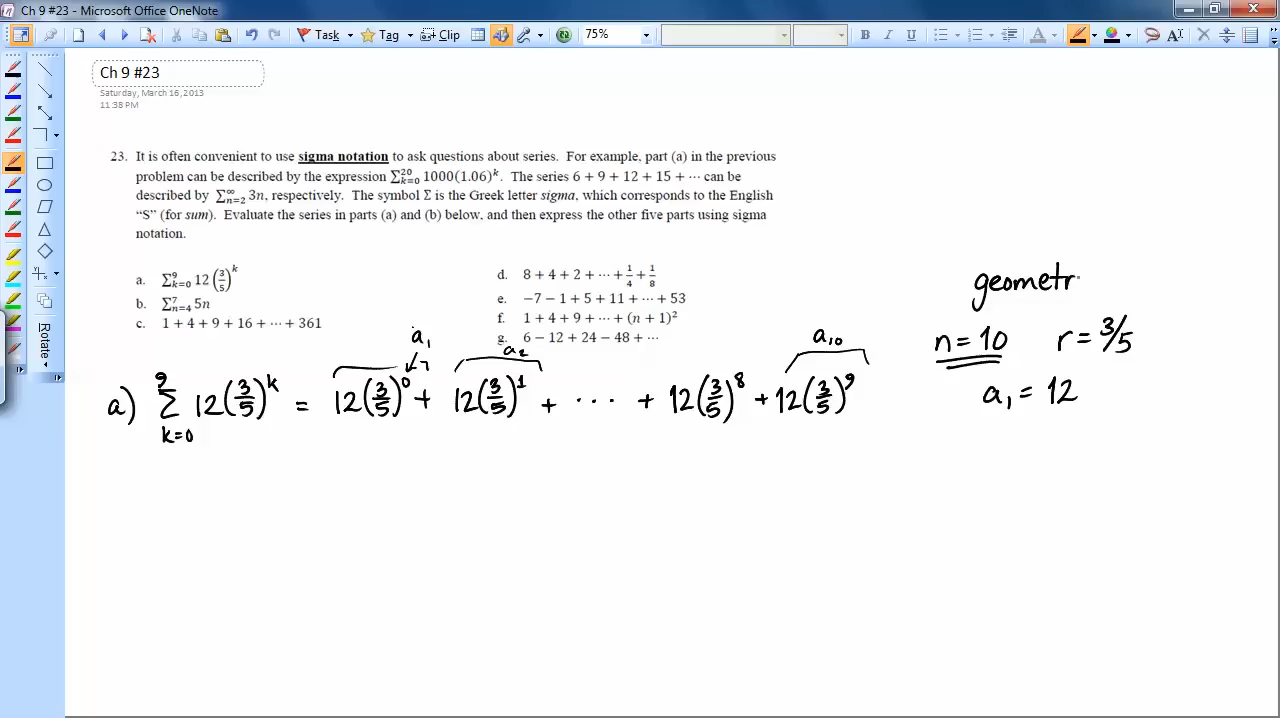 Ch 9 #23 - Microsoft Office OneNote
Task Tag Clip 75% B I U A
Ch 9 #23
Saturday, March 16, 2013
11:38 PM
Rotate
23. It is often convenient to use sigma notation to ask questions about series. For example, part (a) in the previous
problem can be described by the expression ∑_{k=0}^{20} 1000(1.06)^k. The series 6 + 9 + 12 + 15 + ⋯ can be
described by ∑_{n=2}^{∞} 3n, respectively. The symbol Σ is the Greek letter sigma, which corresponds to the English
“S” (for sum). Evaluate the series in parts (a) and (b) below, and then express the other five parts using sigma
notation.
a. ∑_{k=0}^{9} 12 (3/5)^k
b. ∑_{n=4}^{7} 5n
c. 1 + 4 + 9 + 16 + ⋯ + 361
d. 8 + 4 + 2 + ⋯ + 1/4 + 1/8
e. −7 − 1 + 5 + 11 + ⋯ + 53
f. 1 + 4 + 9 + ⋯ + (n + 1)^2
g. 6 − 12 + 24 − 48 + ⋯
geometr
n = 10 r = 3/5
a₁ = 12
a₁ a₂ a₁₀
a) ∑_{k=0}^{9} 12(3/5)^k = 12(3/5)^0 + 12(3/5)^1 + ⋯ + 12(3/5)^8 + 12(3/5)^9